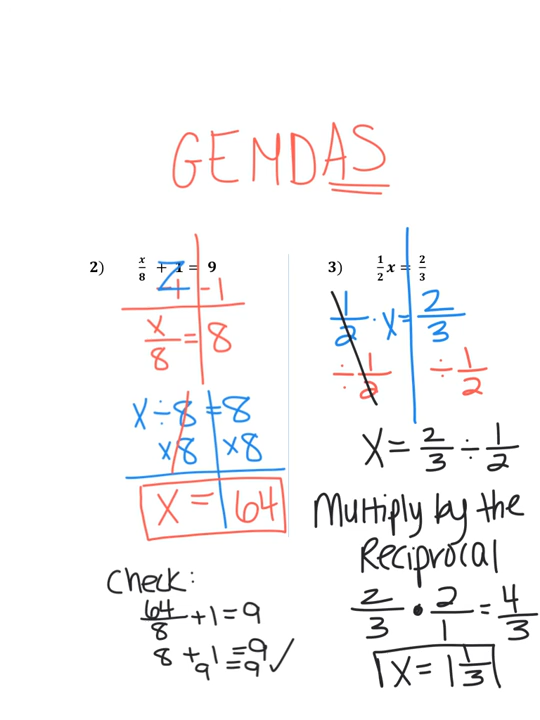 GEMDAS
2) x/8 + 1 = 9
-1 -1
x/8 = 8
x ÷ 8 = 8
x8 x8
x = 64
Check:
64/8 + 1 = 9
8 + 1 = 9
9 = 9 ✓
3) 1/2 x = 2/3
1/2 · x = 2/3
÷ 1/2 ÷ 1/2
x = 2/3 ÷ 1/2
Multiply by the
Reciprocal
2/3 • 2/1 = 4/3
x = 1 1/3